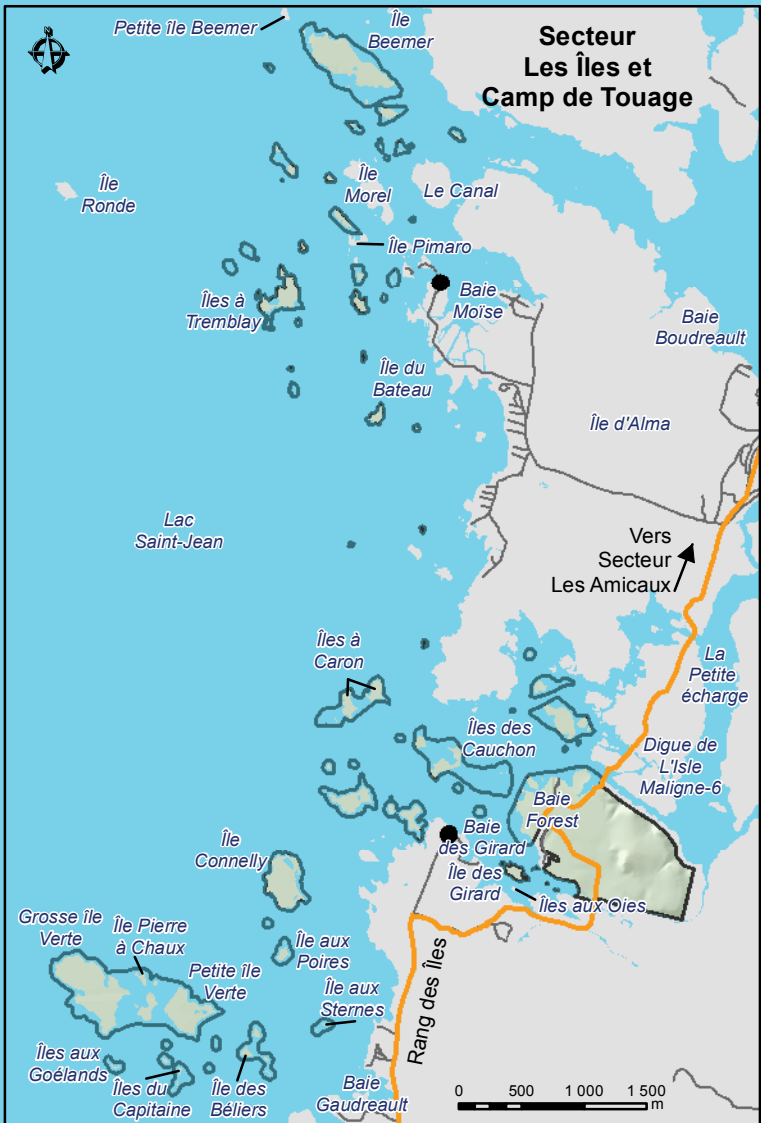 Petite île Beemer
Île
Beemer
Secteur
Les Îles et
Camp de Touage
Île
Ronde
Île
Morel
Le Canal
Île Pimaro
Îles à
Tremblay
Baie
Moïse
Baie
Boudreault
Île du
Bateau
Île d'Alma
Lac
Saint-Jean
Vers
Secteur
Les Amicaux
Îles à
Caron
La
Petite
écharge
Îles des
Cauchon
Digue de
L'Isle
Maligne-6
Baie
Forest
Baie
des Girard
Île
Connelly
Île des
Girard
Îles aux Oies
Grosse île
Verte
Île Pierre
à Chaux
Petite île
Verte
Île aux
Poires
Île aux
Sternes
Rang des Îles
Îles aux
Goélands
Îles du
Capitaine
Île des
Béliers
Baie
Gaudreault
0 500 1 000 1 500
m